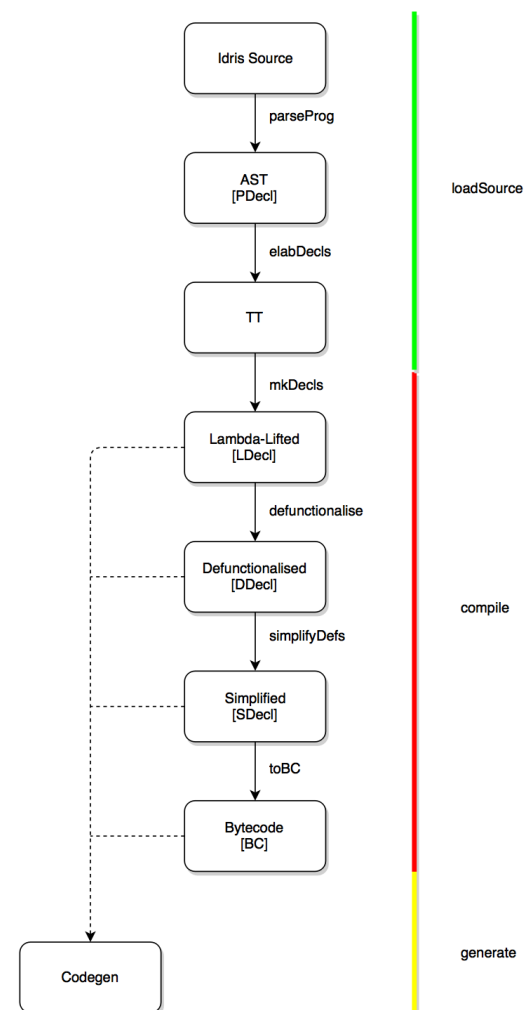 Idris Source
parseProg
AST
[PDecl]
loadSource
elabDecls
TT
mkDecls
Lambda-Lifted
[LDecl]
defunctionalise
Defunctionalised
[DDecl]
compile
simplifyDefs
Simplified
[SDecl]
toBC
Bytecode
[BC]
generate
Codegen